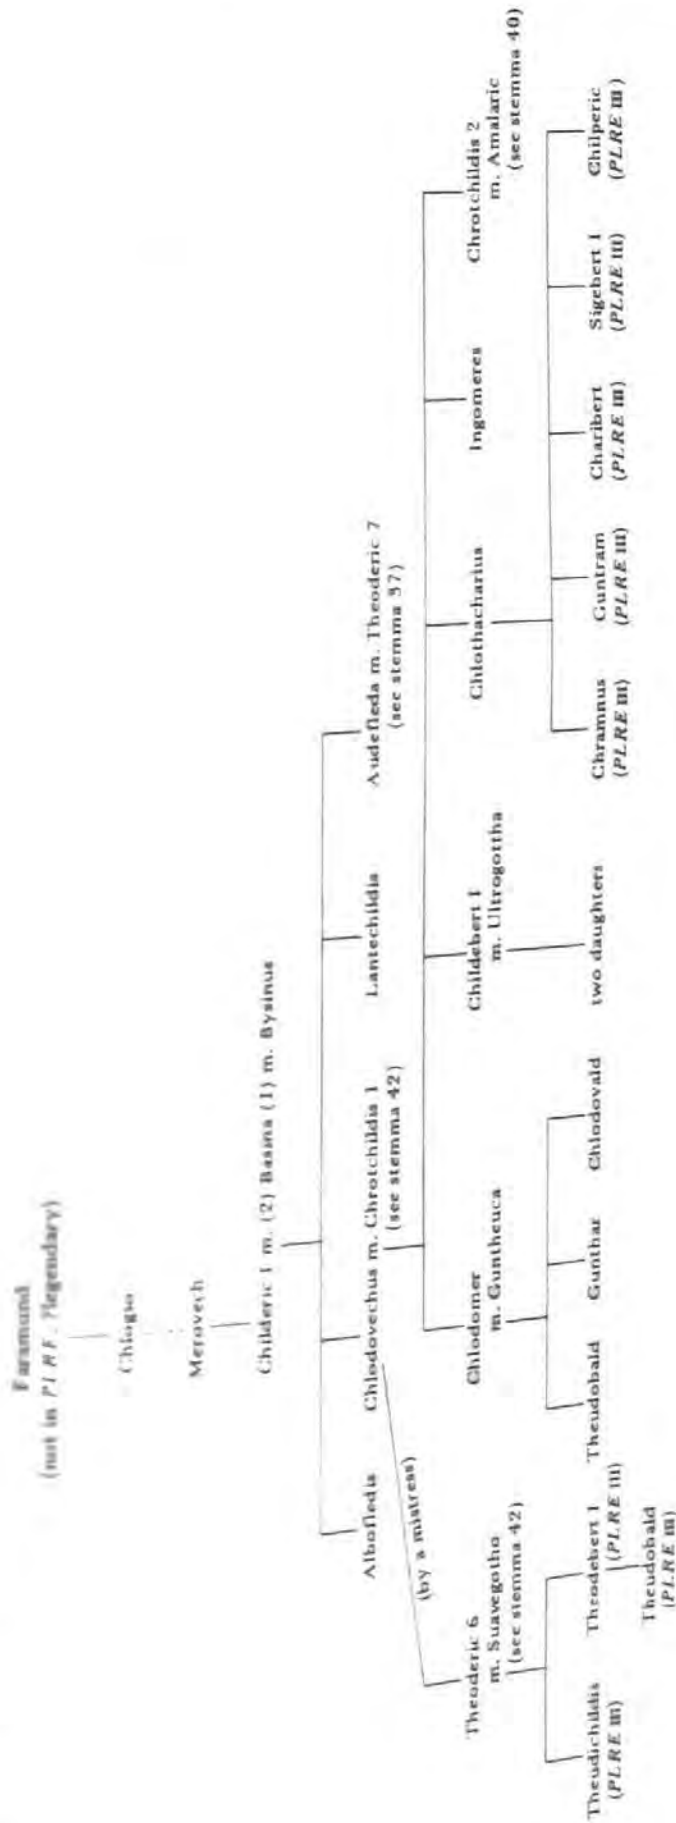 Faramund
(not in PLRE. ?legendary)
Chlogio
Merovech
Childeric I m. (2) Basina (1) m. Bysinus
Albofledis
Chlodovechus m. Chrotchildis 1
(see stemma 42)
Lantechildis
Audefleda m. Theoderic 7
(see stemma 37)
(by a mistress)
Theoderic 6
m. Suavegotho
(see stemma 42)
Chlodomer
m. Guntheuca
Childebert I
m. Ultrogottha
Chlothacharius
Ingomeres
Chrotchildis 2
m. Amalaric
(see stemma 40)
Theudichildis
(PLRE III)
Theodebert I
(PLRE III)
Theudobald
(PLRE III)
Theudobald
Gunthar
Chlodovald
two daughters
Chramnus
(PLRE III)
Guntram
(PLRE III)
Charibert
(PLRE III)
Sigebert I
(PLRE III)
Chilperic
(PLRE III)